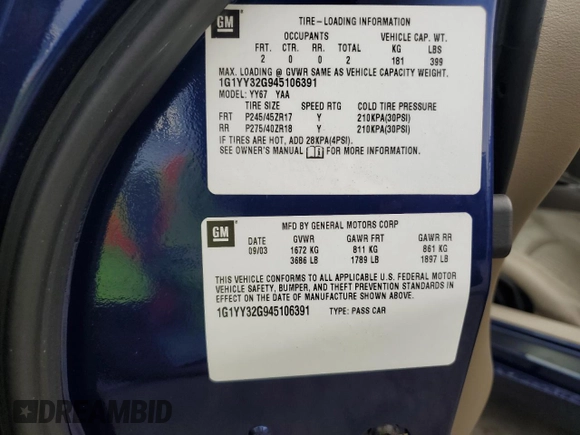 GM
TIRE-LOADING INFORMATION
OCCUPANTS VEHICLE CAP. WT.
FRT. CTR. RR. TOTAL KG LBS
2 0 0 2 181 399
MAX. LOADING @ GVWR SAME AS VEHICLE CAPACITY WEIGHT.
1G1YY32G945106391
MODEL: YY67 YAA
TIRE SIZE SPEED RTG COLD TIRE PRESSURE
FRT P245/45ZR17 Y 210KPA(30PSI)
RR P275/40ZR18 Y 210KPA(30PSI)
IF TIRES ARE HOT, ADD 28KPA(4PSI)
SEE OWNER'S MANUAL FOR MORE INFORMATION.
GM
MFD BY GENERAL MOTORS CORP
DATE GVWR GAWR FRT GAWR RR
09/03 1672 KG 811 KG 861 KG
3686 LB 1789 LB 1897 LB
THIS VEHICLE CONFORMS TO ALL APPLICABLE U.S. FEDERAL MOTOR
VEHICLE SAFETY, BUMPER, AND THEFT PREVENTION STANDARDS IN
EFFECT ON THE DATE OF MANUFACTURE SHOWN ABOVE.
1G1YY32G945106391 TYPE: PASS CAR
DREAMBID